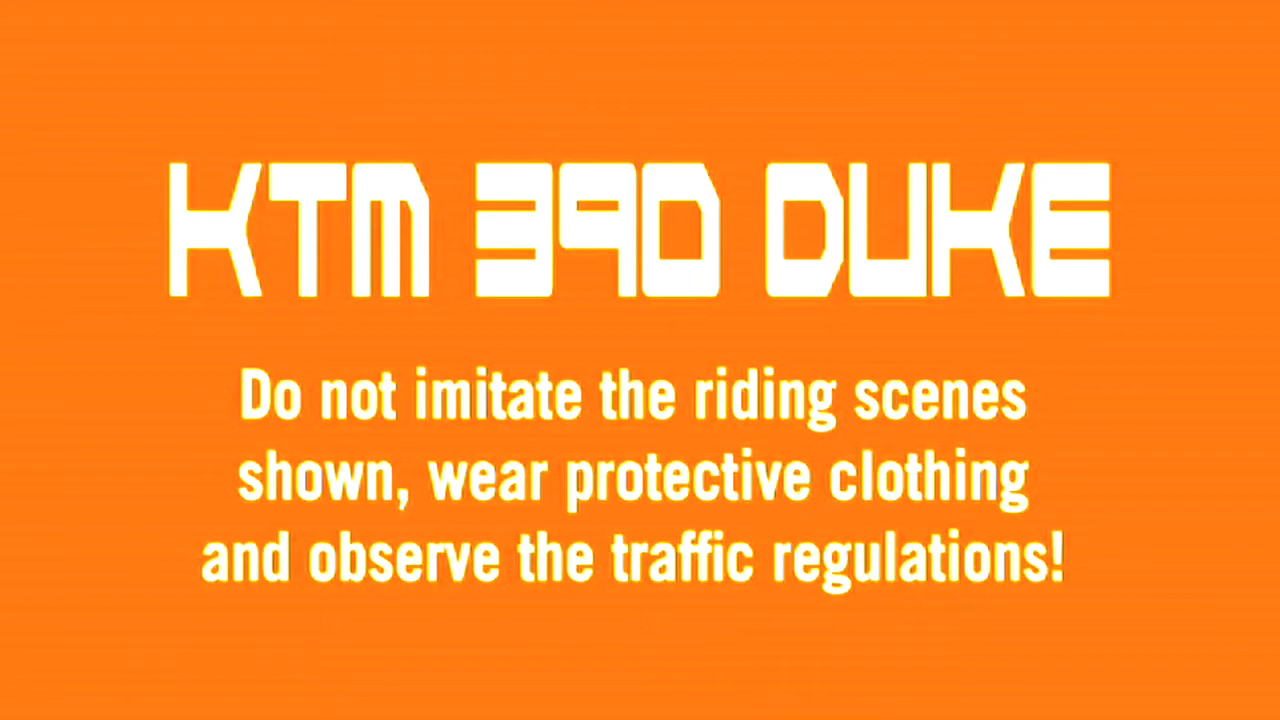 KTM 390 DUKE
Do not imitate the riding scenes
shown, wear protective clothing
and observe the traffic regulations!